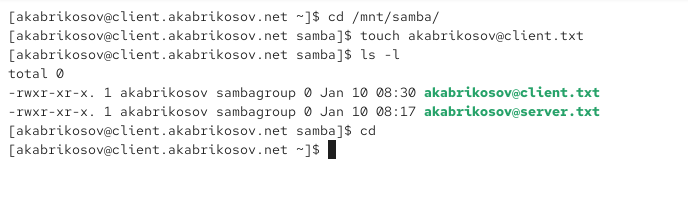 [akabrikosov@client.akabrikosov.net ~]$ cd /mnt/samba/
[akabrikosov@client.akabrikosov.net samba]$ touch akabrikosov@client.txt
[akabrikosov@client.akabrikosov.net samba]$ ls -l
total 0
-rwxr-xr-x. 1 akabrikosov sambagroup 0 Jan 10 08:30 akabrikosov@client.txt
-rwxr-xr-x. 1 akabrikosov sambagroup 0 Jan 10 08:17 akabrikosov@server.txt
[akabrikosov@client.akabrikosov.net samba]$ cd
[akabrikosov@client.akabrikosov.net ~]$